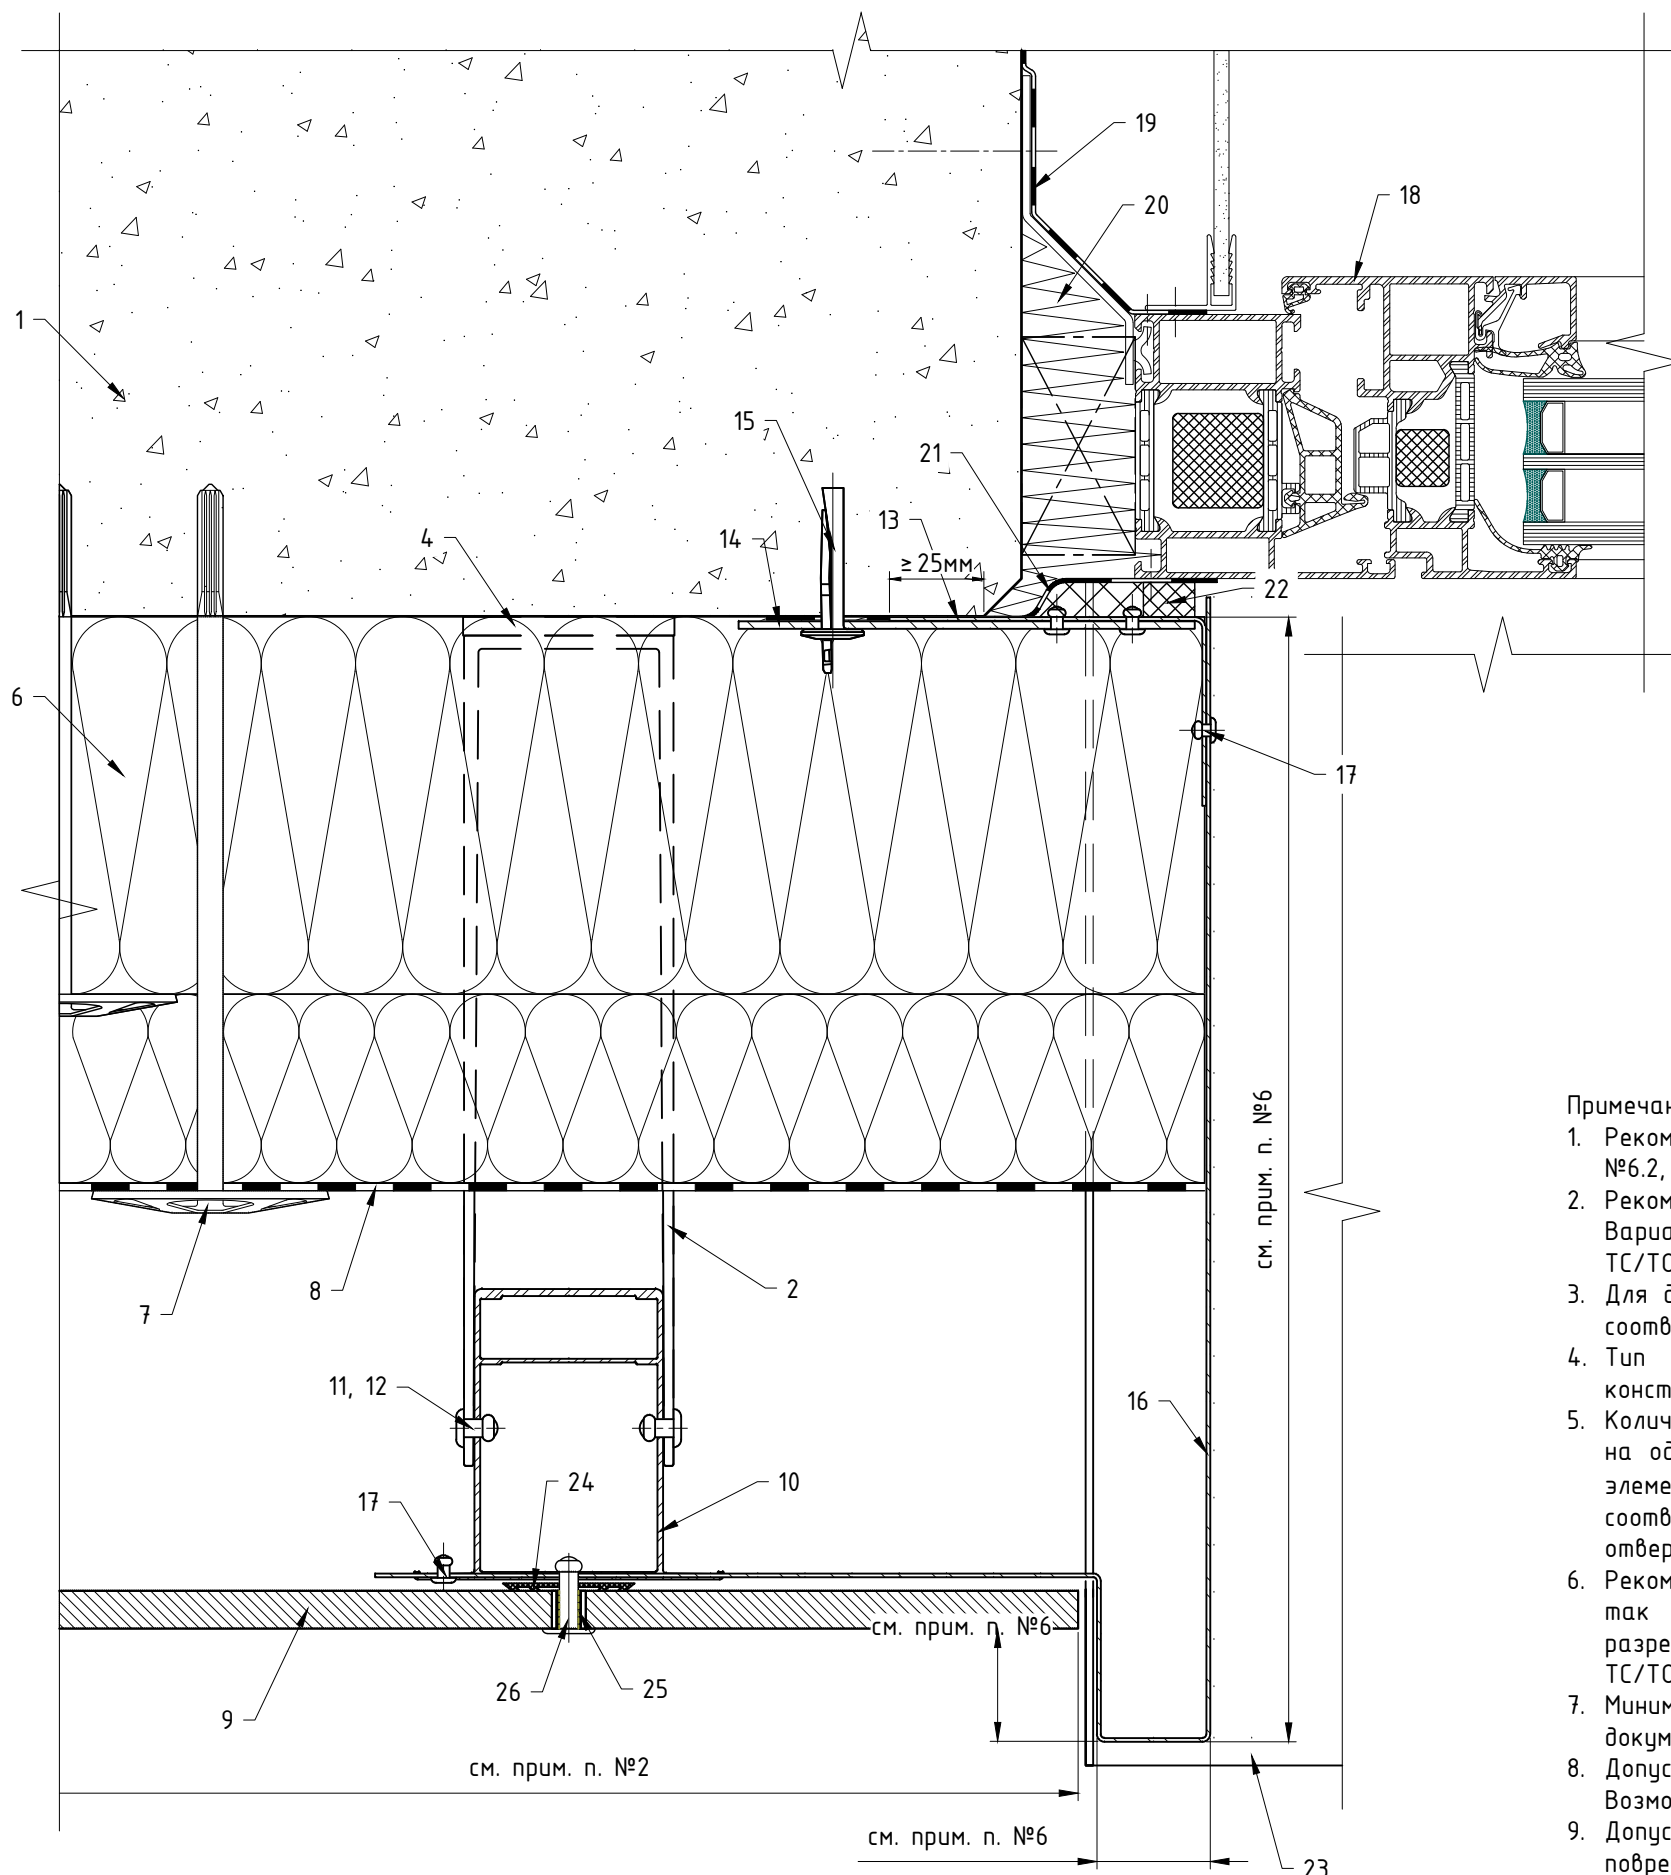 19
20
18
1
15
21
13
14
4
≥ 25мм
22
6
17
см. прим. п. №6
8
2
7
11, 12
16
24
10
17
см. прим. п. №6
26
25
9
см. прим. п. №2
см. прим. п. №6
23
1. Реком
№6.2,
2. Реком
Вариа
ТС/ТС
3. Для д
соотв
4. Тип
конст
5. Колич
на од
элеме
соотв
отвер
6. Реком
так
разре
ТС/ТС
7. Миним
докум
8. Допус
Возмо
9. Допус
повре